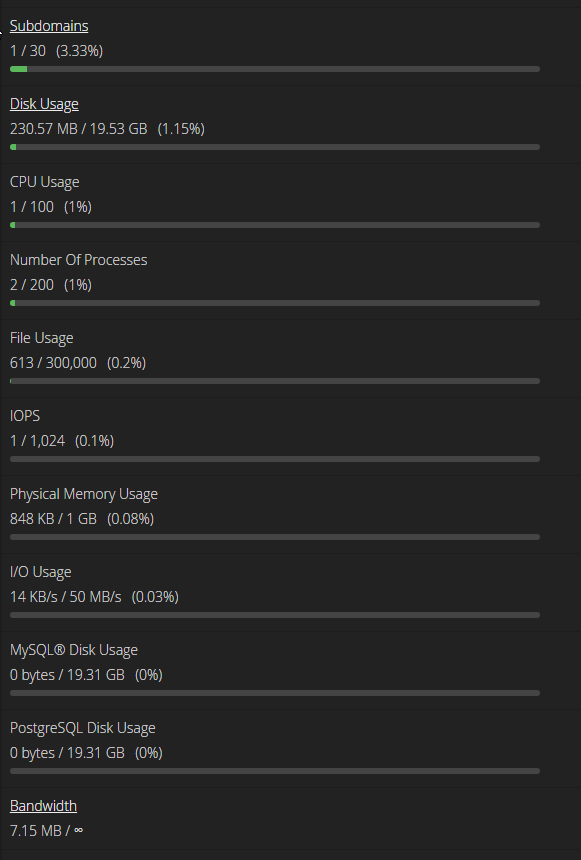 Subdomains
1 / 30 (3.33%)
Disk Usage
230.57 MB / 19.53 GB (1.15%)
CPU Usage
1 / 100 (1%)
Number Of Processes
2 / 200 (1%)
File Usage
613 / 300,000 (0.2%)
IOPS
1 / 1,024 (0.1%)
Physical Memory Usage
848 KB / 1 GB (0.08%)
I/O Usage
14 KB/s / 50 MB/s (0.03%)
MySQL® Disk Usage
0 bytes / 19.31 GB (0%)
PostgreSQL Disk Usage
0 bytes / 19.31 GB (0%)
Bandwidth
7.15 MB / ∞